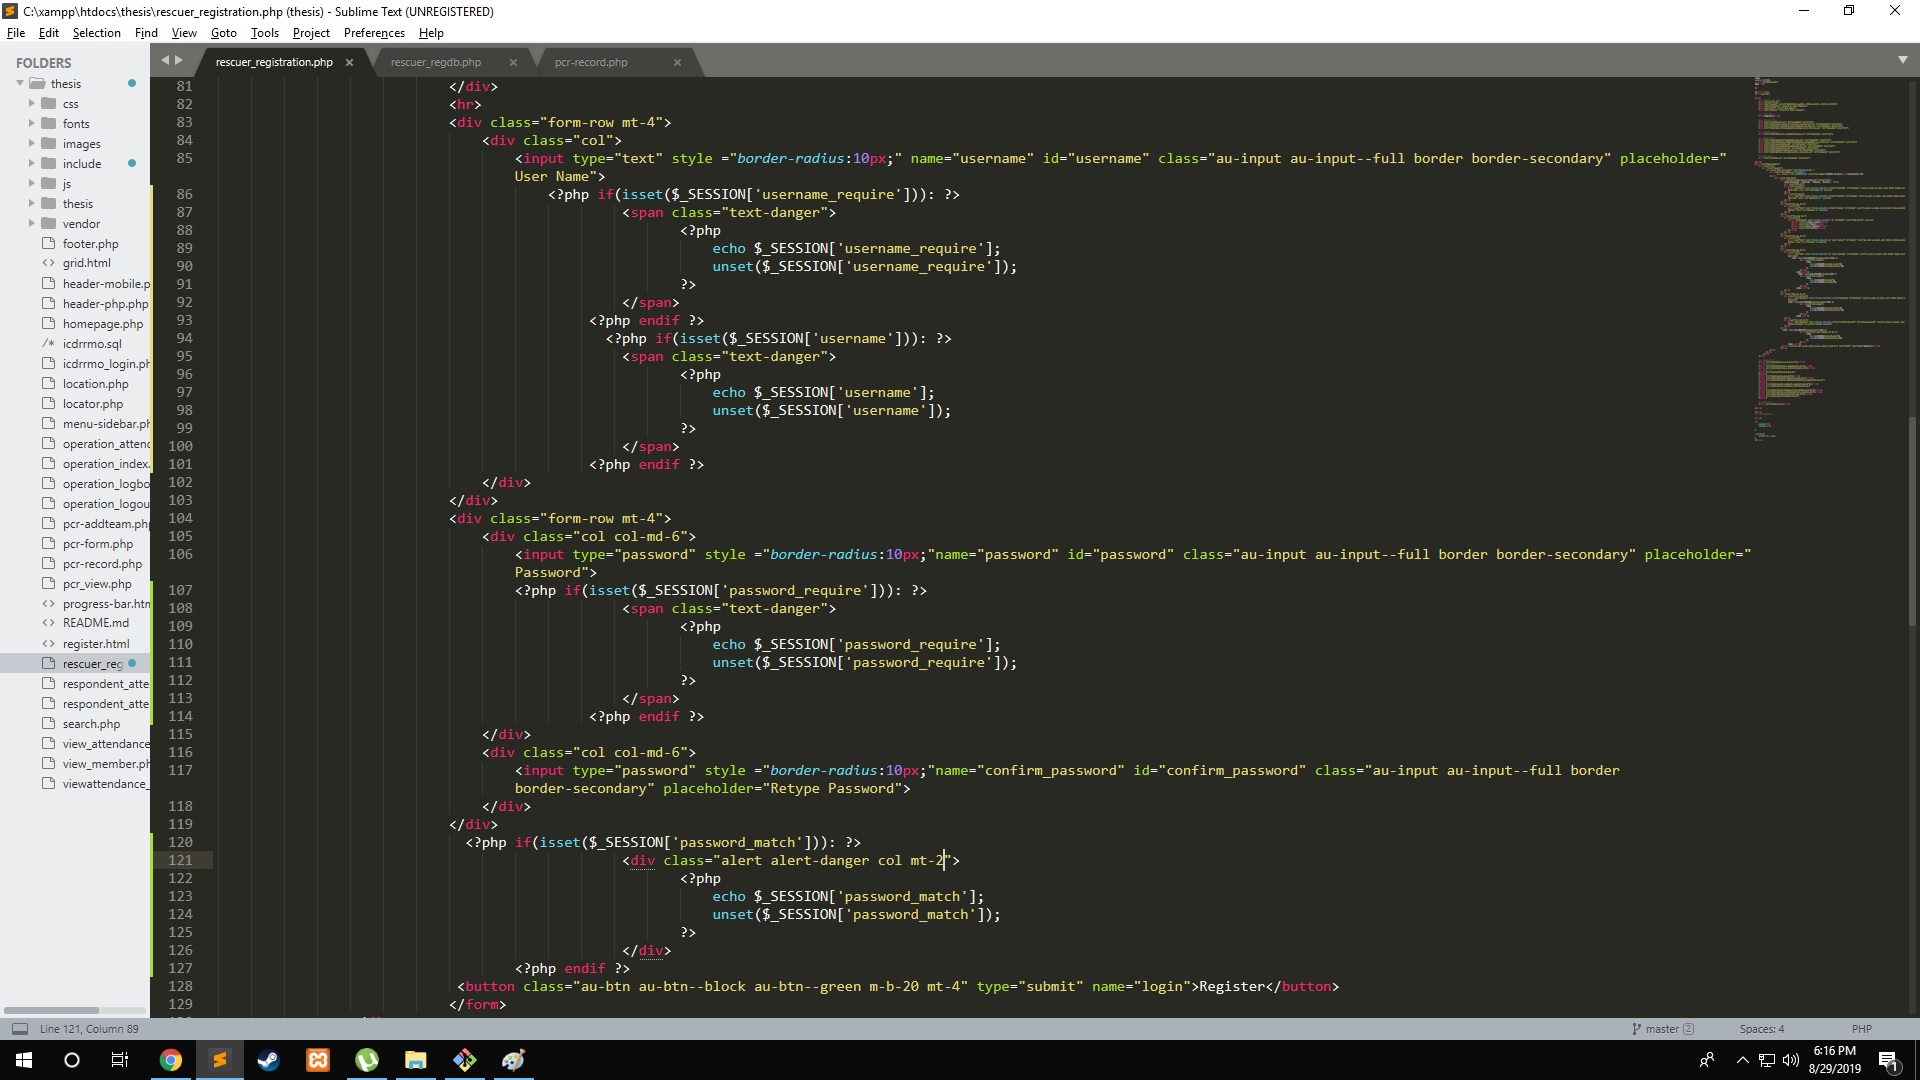 C:\xampp\htdocs\thesis\rescuer_registration.php (thesis) - Sublime Text (UNREGISTERED)
File Edit Selection Find View Goto Tools Project Preferences Help
FOLDERS
thesis
css
fonts
images
include
js
thesis
vendor
footer.php
grid.html
header-mobile.p
header-php.php
homepage.php
icdrrmo.sql
icdrrmo_login.ph
location.php
locator.php
menu-sidebar.ph
operation_attend
operation_index.
operation_logbo
operation_logou
pcr-addteam.php
pcr-form.php
pcr-record.php
pcr_view.php
progress-bar.htm
README.md
register.html
rescuer_reg
respondent_atte
respondent_atte
search.php
view_attendance
view_member.ph
viewattendance_
rescuer_registration.php rescuer_regdb.php pcr-record.php
81 </div>
82 <hr>
83 <div class="form-row mt-4">
84 <div class="col">
85 <input type="text" style ="border-radius:10px;" name="username" id="username" class="au-input au-input--full border border-secondary" placeholder="
User Name">
86 <?php if(isset($_SESSION['username_require'])): ?>
87 <span class="text-danger">
88 <?php
89 echo $_SESSION['username_require'];
90 unset($_SESSION['username_require']);
91 ?>
92 </span>
93 <?php endif ?>
94 <?php if(isset($_SESSION['username'])): ?>
95 <span class="text-danger">
96 <?php
97 echo $_SESSION['username'];
98 unset($_SESSION['username']);
99 ?>
100 </span>
101 <?php endif ?>
102 </div>
103 </div>
104 <div class="form-row mt-4">
105 <div class="col col-md-6">
106 <input type="password" style ="border-radius:10px;"name="password" id="password" class="au-input au-input--full border border-secondary" placeholder="
Password">
107 <?php if(isset($_SESSION['password_require'])): ?>
108 <span class="text-danger">
109 <?php
110 echo $_SESSION['password_require'];
111 unset($_SESSION['password_require']);
112 ?>
113 </span>
114 <?php endif ?>
115 </div>
116 <div class="col col-md-6">
117 <input type="password" style ="border-radius:10px;"name="confirm_password" id="confirm_password" class="au-input au-input--full border
border-secondary" placeholder="Retype Password">
118 </div>
119 </div>
120 <?php if(isset($_SESSION['password_match'])): ?>
121 <div class="alert alert-danger col mt-2">
122 <?php
123 echo $_SESSION['password_match'];
124 unset($_SESSION['password_match']);
125 ?>
126 </div>
127 <?php endif ?>
128 <button class="au-btn au-btn--block au-btn--green m-b-20 mt-4" type="submit" name="login">Register</button>
129 </form>
Line 121, Column 89
master 2
Spaces: 4
PHP
6:16 PM
8/29/2019
1